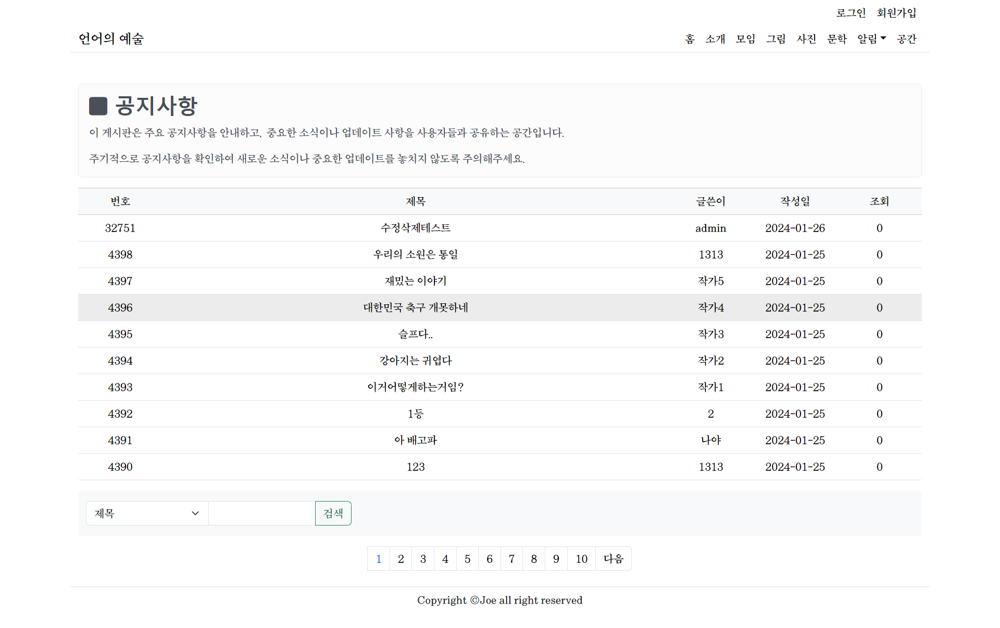 로그인 회원가입
언어의 예술 홈 소개 모임 그림 사진 문학 알림 공간
공지사항
이 게시판은 주요 공지사항을 안내하고, 중요한 소식이나 업데이트 사항을 사용자들과 공유하는 공간입니다.
주기적으로 공지사항을 확인하여 새로운 소식이나 중요한 업데이트를 놓치지 않도록 주의해주세요.
번호 제목 글쓴이 작성일 조회
32751 수정삭제테스트 admin 2024-01-26 0
4398 우리의 소원은 통일 1313 2024-01-25 0
4397 재밌는 이야기 작가5 2024-01-25 0
4396 대한민국 축구 개못하네 작가4 2024-01-25 0
4395 슬프다.. 작가3 2024-01-25 0
4394 강아지는 귀엽다 작가2 2024-01-25 0
4393 이거어떻게하는거임? 작가1 2024-01-25 0
4392 1등 2 2024-01-25 0
4391 아 배고파 나야 2024-01-25 0
4390 123 1313 2024-01-25 0
제목 검색
1 2 3 4 5 6 7 8 9 10 다음
Copyright ©Joe all right reserved